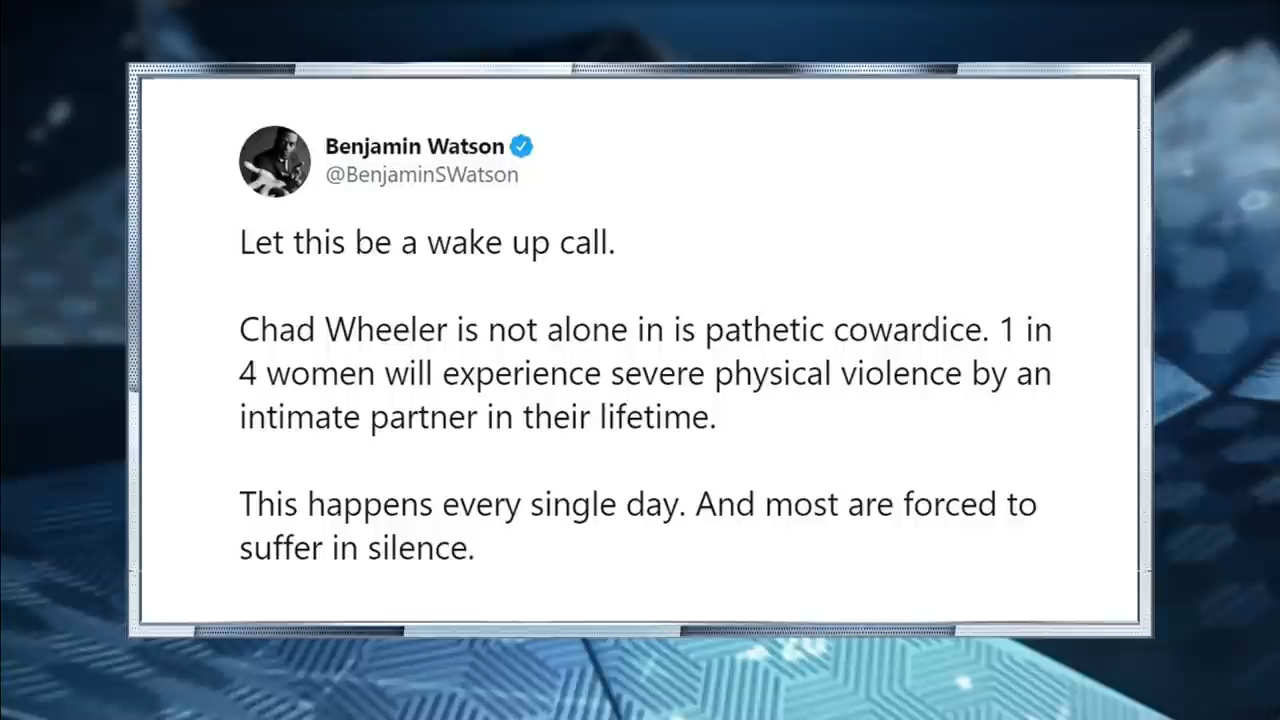 Benjamin Watson
@BenjaminSWatson
Let this be a wake up call.
Chad Wheeler is not alone in is pathetic cowardice. 1 in
4 women will experience severe physical violence by an
intimate partner in their lifetime.
This happens every single day. And most are forced to
suffer in silence.